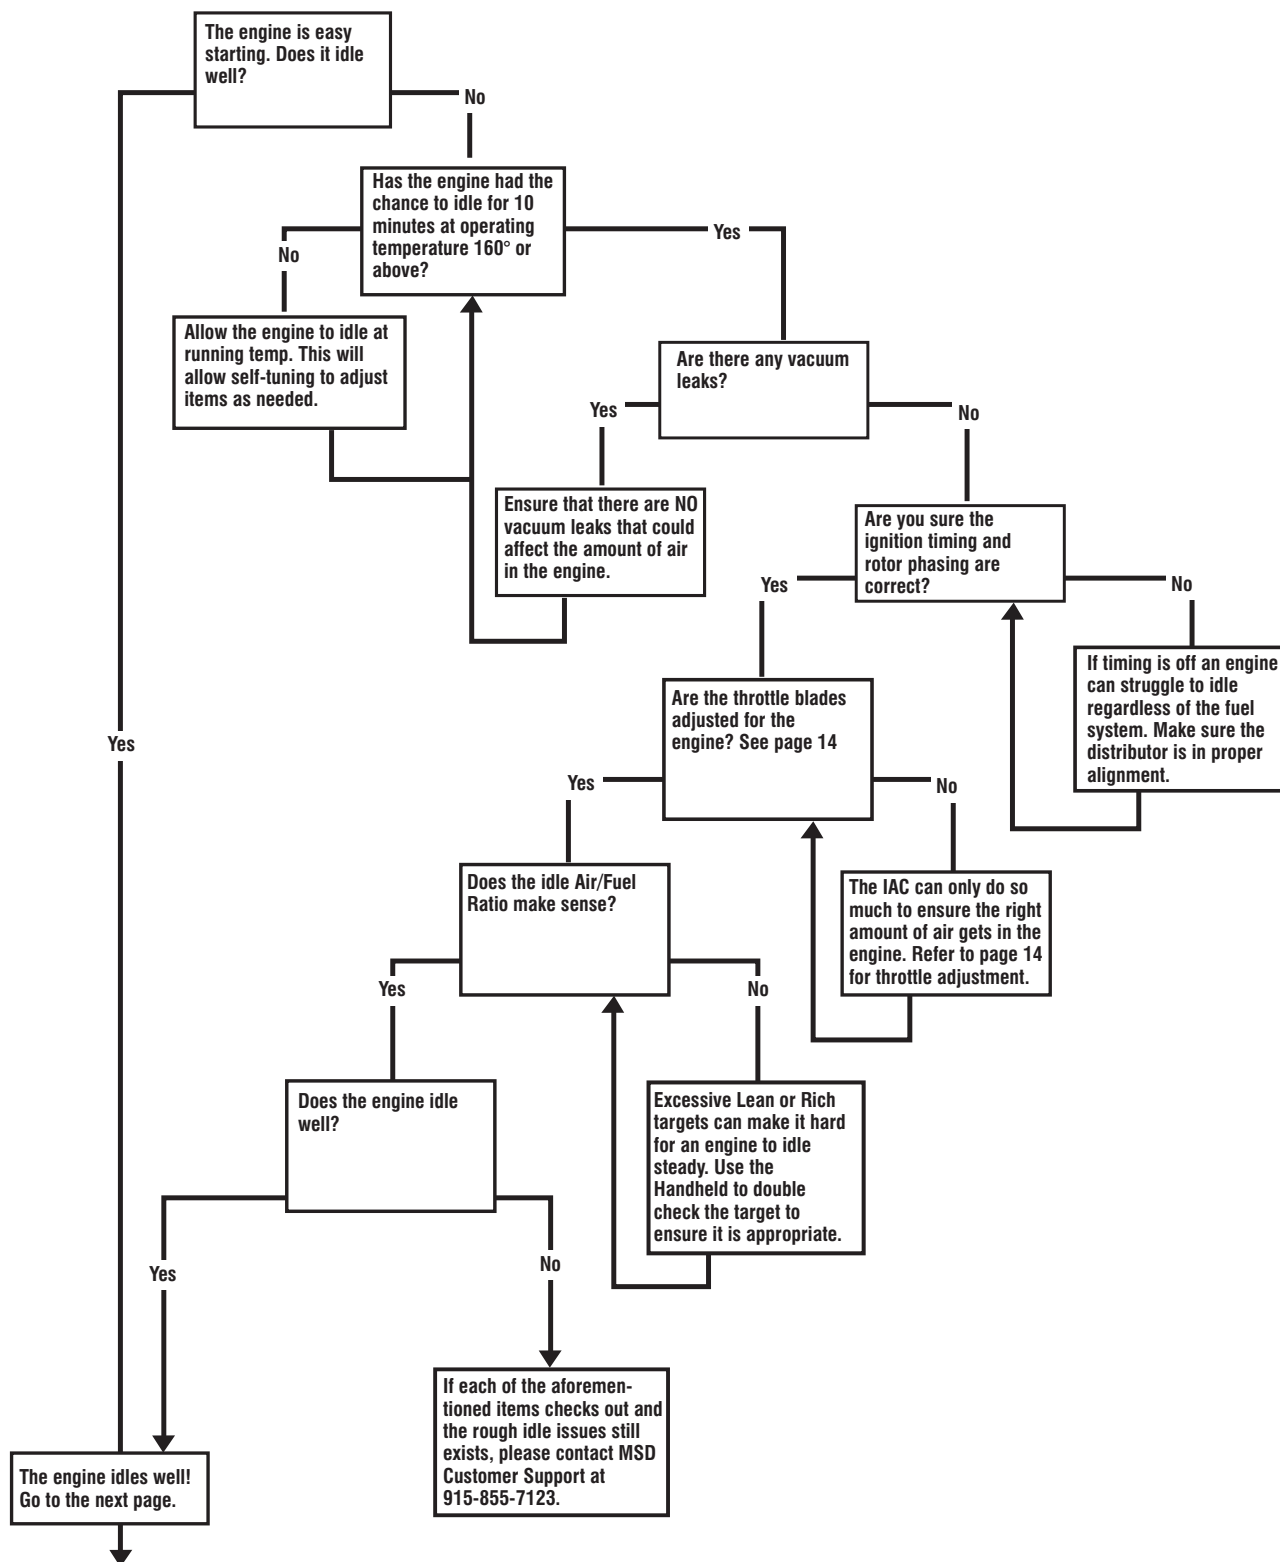 The engine is easy
starting. Does it idle
well?
No
Has the engine had the
chance to idle for 10
minutes at operating
temperature 160° or
above?
No
Yes
Allow the engine to idle at
running temp. This will
allow self-tuning to adjust
items as needed.
Are there any vacuum
leaks?
Yes
No
Ensure that there are NO
vacuum leaks that could
affect the amount of air
in the engine.
Are you sure the
ignition timing and
rotor phasing are
correct?
Yes
No
If timing is off an engine
can struggle to idle
regardless of the fuel
system. Make sure the
distributor is in proper
alignment.
Are the throttle blades
adjusted for the
engine? See page 14
Yes
Yes
No
The IAC can only do so
much to ensure the right
amount of air gets in the
engine. Refer to page 14
for throttle adjustment.
Does the idle Air/Fuel
Ratio make sense?
Yes
No
Excessive Lean or Rich
targets can make it hard
for an engine to idle
steady. Use the
Handheld to double
check the target to
ensure it is appropriate.
Does the engine idle
well?
Yes
No
If each of the aforemen-
tioned items checks out and
the rough idle issues still
exists, please contact MSD
Customer Support at
915-855-7123.
The engine idles well!
Go to the next page.